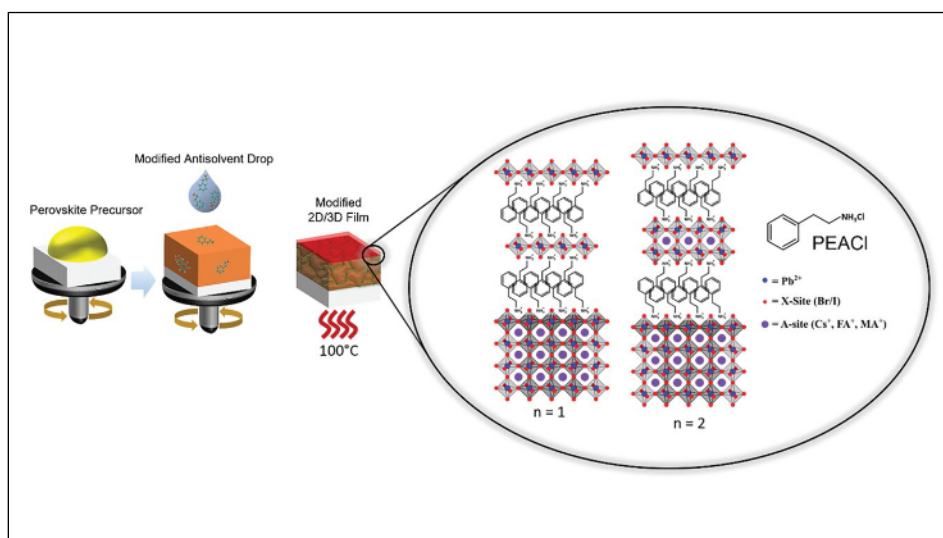 Perovskite Precursor
Modified Antisolvent Drop
Modified
2D/3D Film
100°C
n = 1
n = 2
NH₃Cl
PEACl
= Pb²⁺
= X-Site (Br/I)
= A-site (Cs⁺, FA⁺, MA⁺)